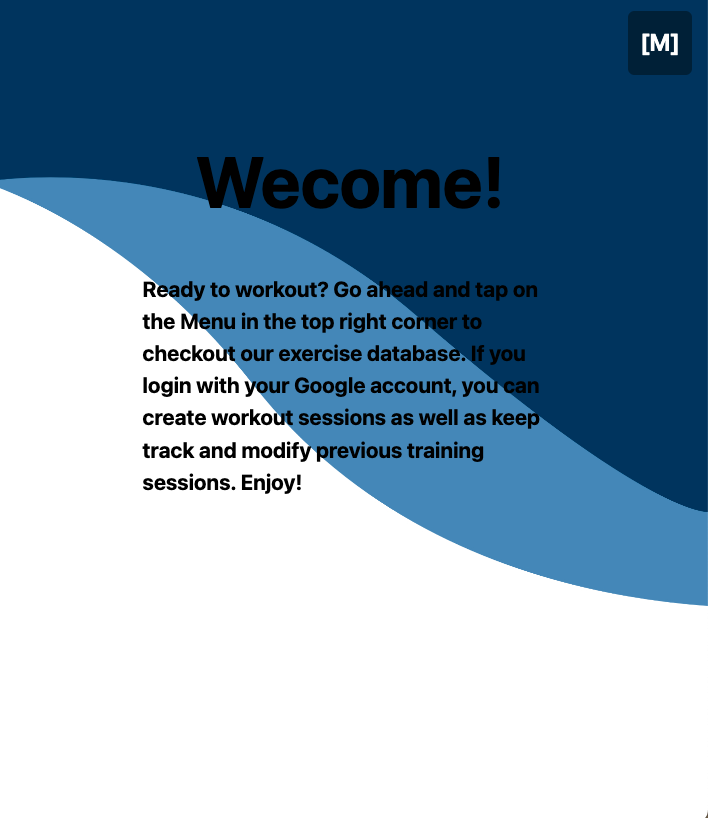 [M]
Wecome!
Ready to workout? Go ahead and tap on
the Menu in the top right corner to
checkout our exercise database. If you
login with your Google account, you can
create workout sessions as well as keep
track and modify previous training
sessions. Enjoy!